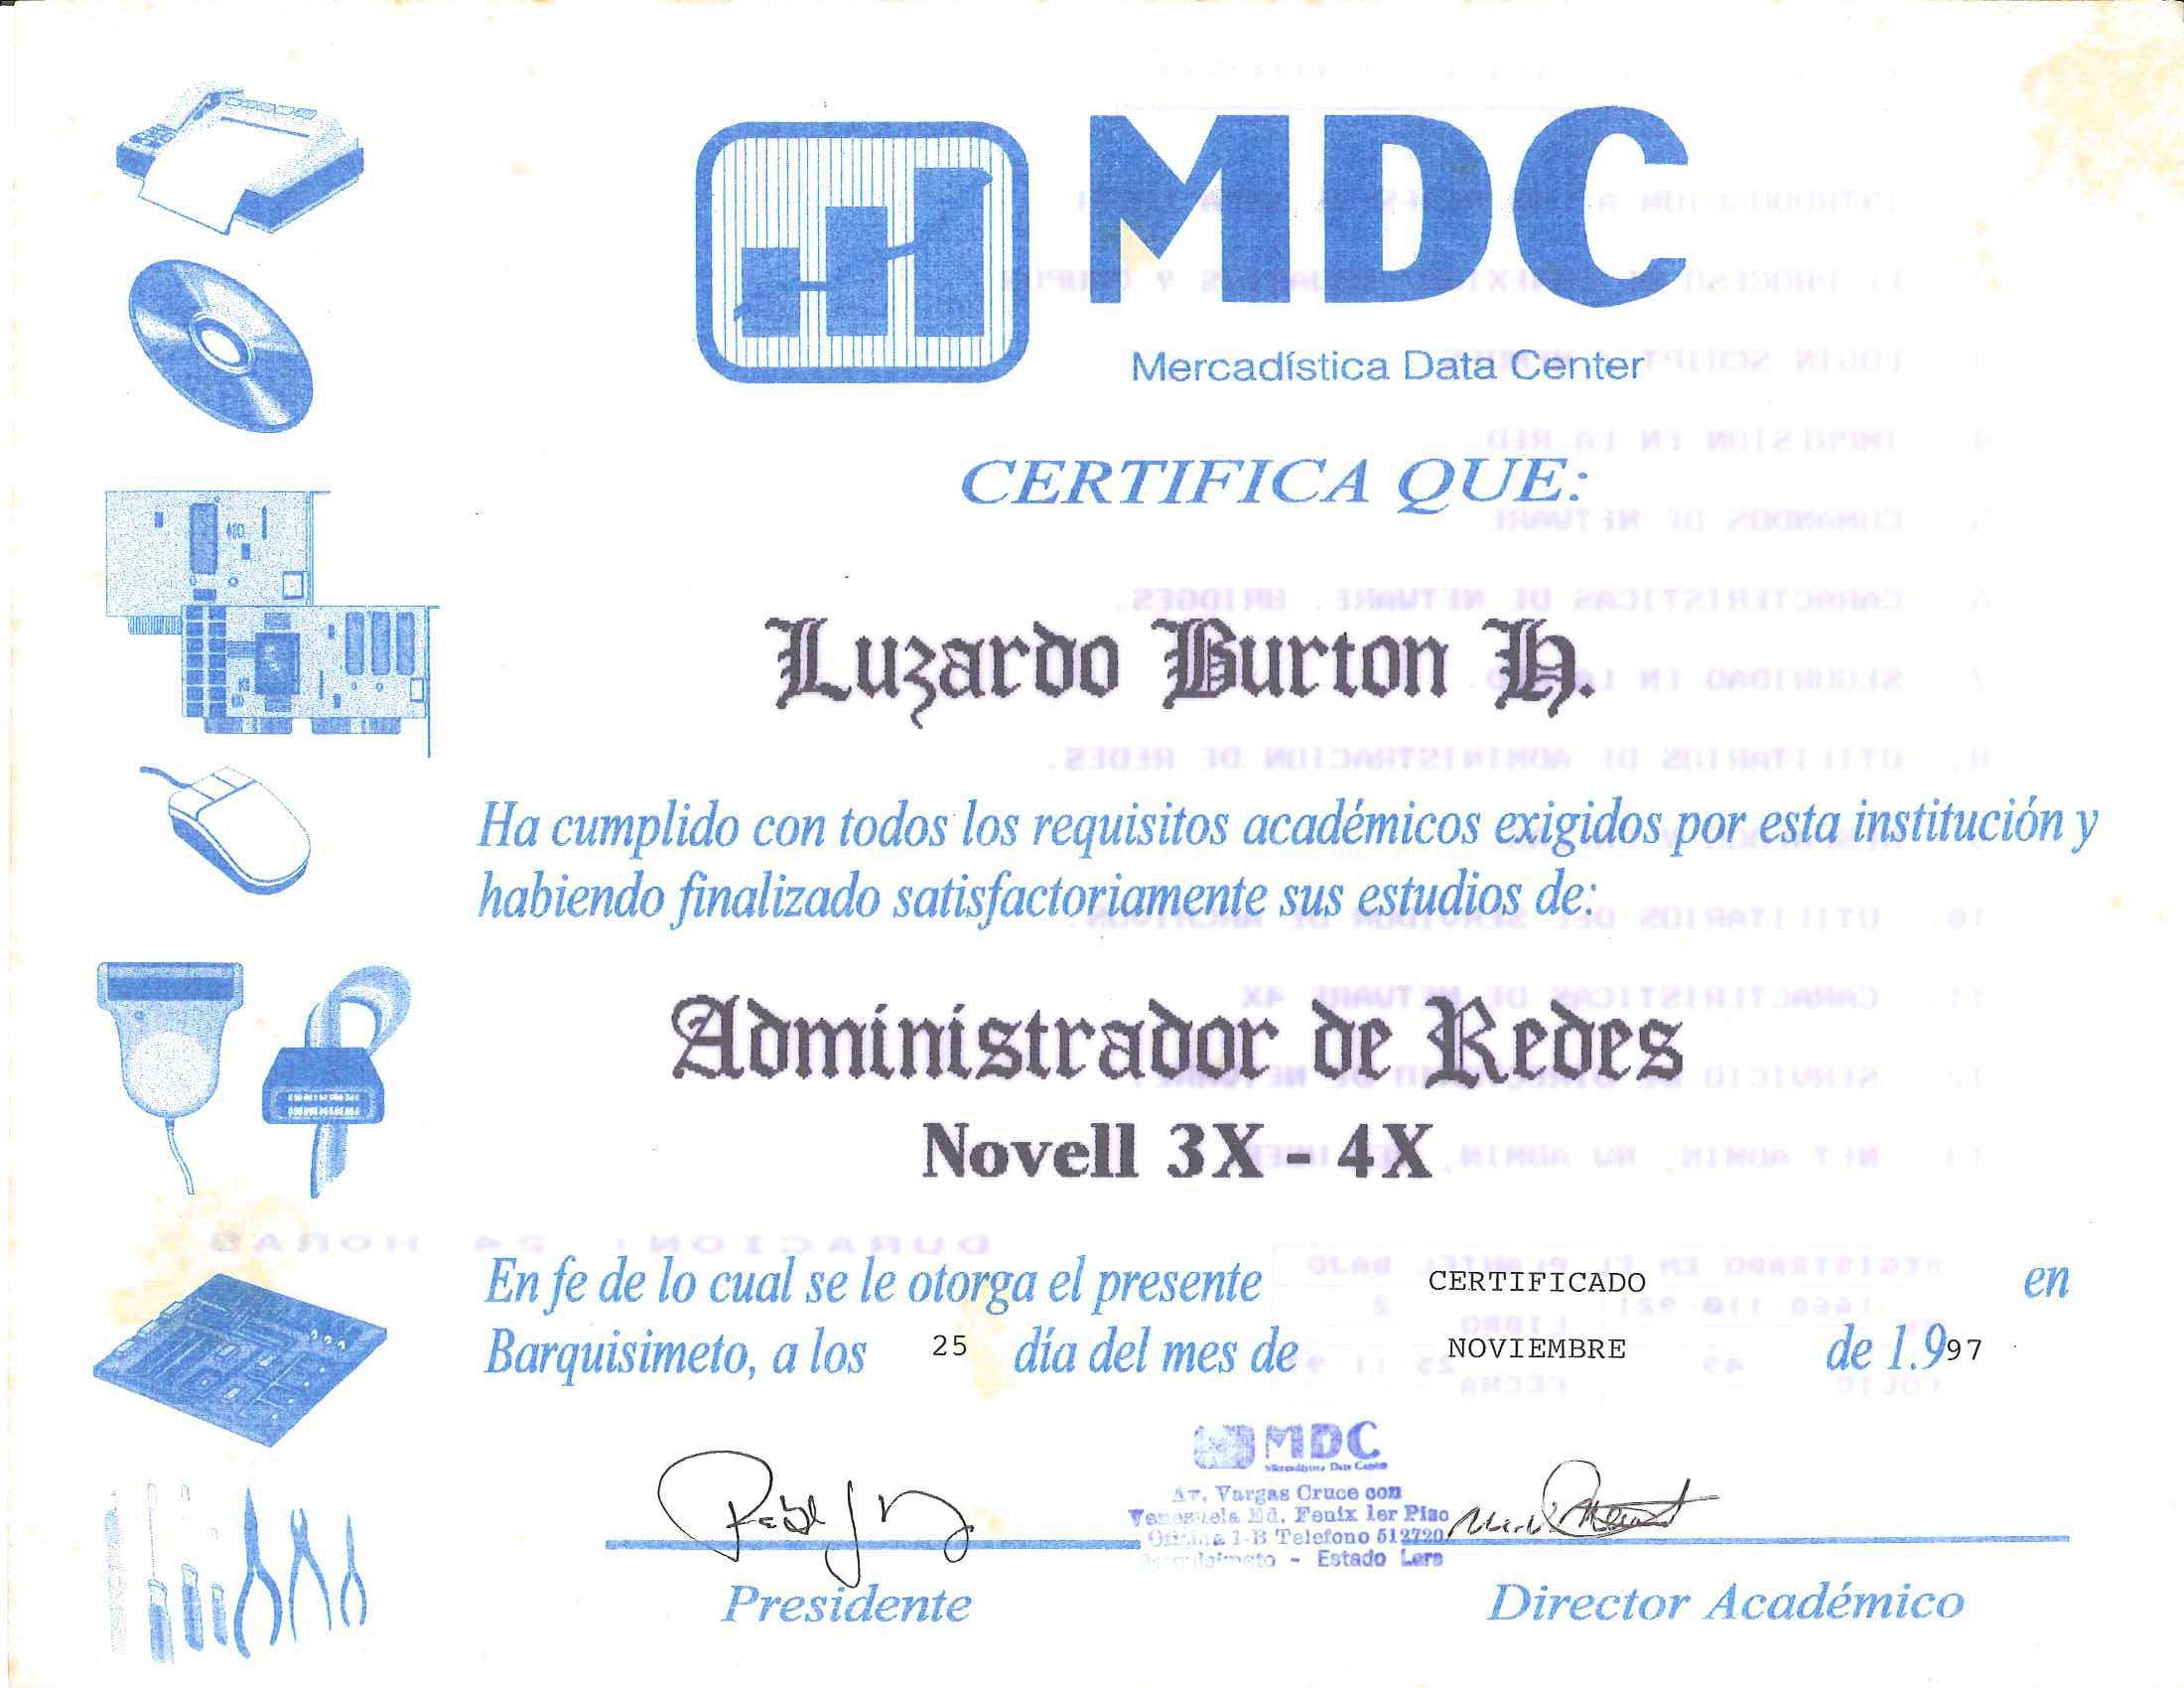 MDC
Mercadística Data Center
CERTIFICA QUE:
Luzardo Burton H.
Ha cumplido con todos los requisitos académicos exigidos por esta institución y
habiendo finalizado satisfactoriamente sus estudios de:
Administrador de Redes
Novell 3X - 4X
En fe de lo cual se le otorga el presente CERTIFICADO en
Barquisimeto, a los 25 día del mes de NOVIEMBRE de 1.997
MDC
Mercadística Data Center
Av. Vargas Cruce con
Venezuela Ed. Fenix 1er Piso
Oficina 1-B Telefono 512720
Barquisimeto - Estado Lara
Presidente
Director Académico